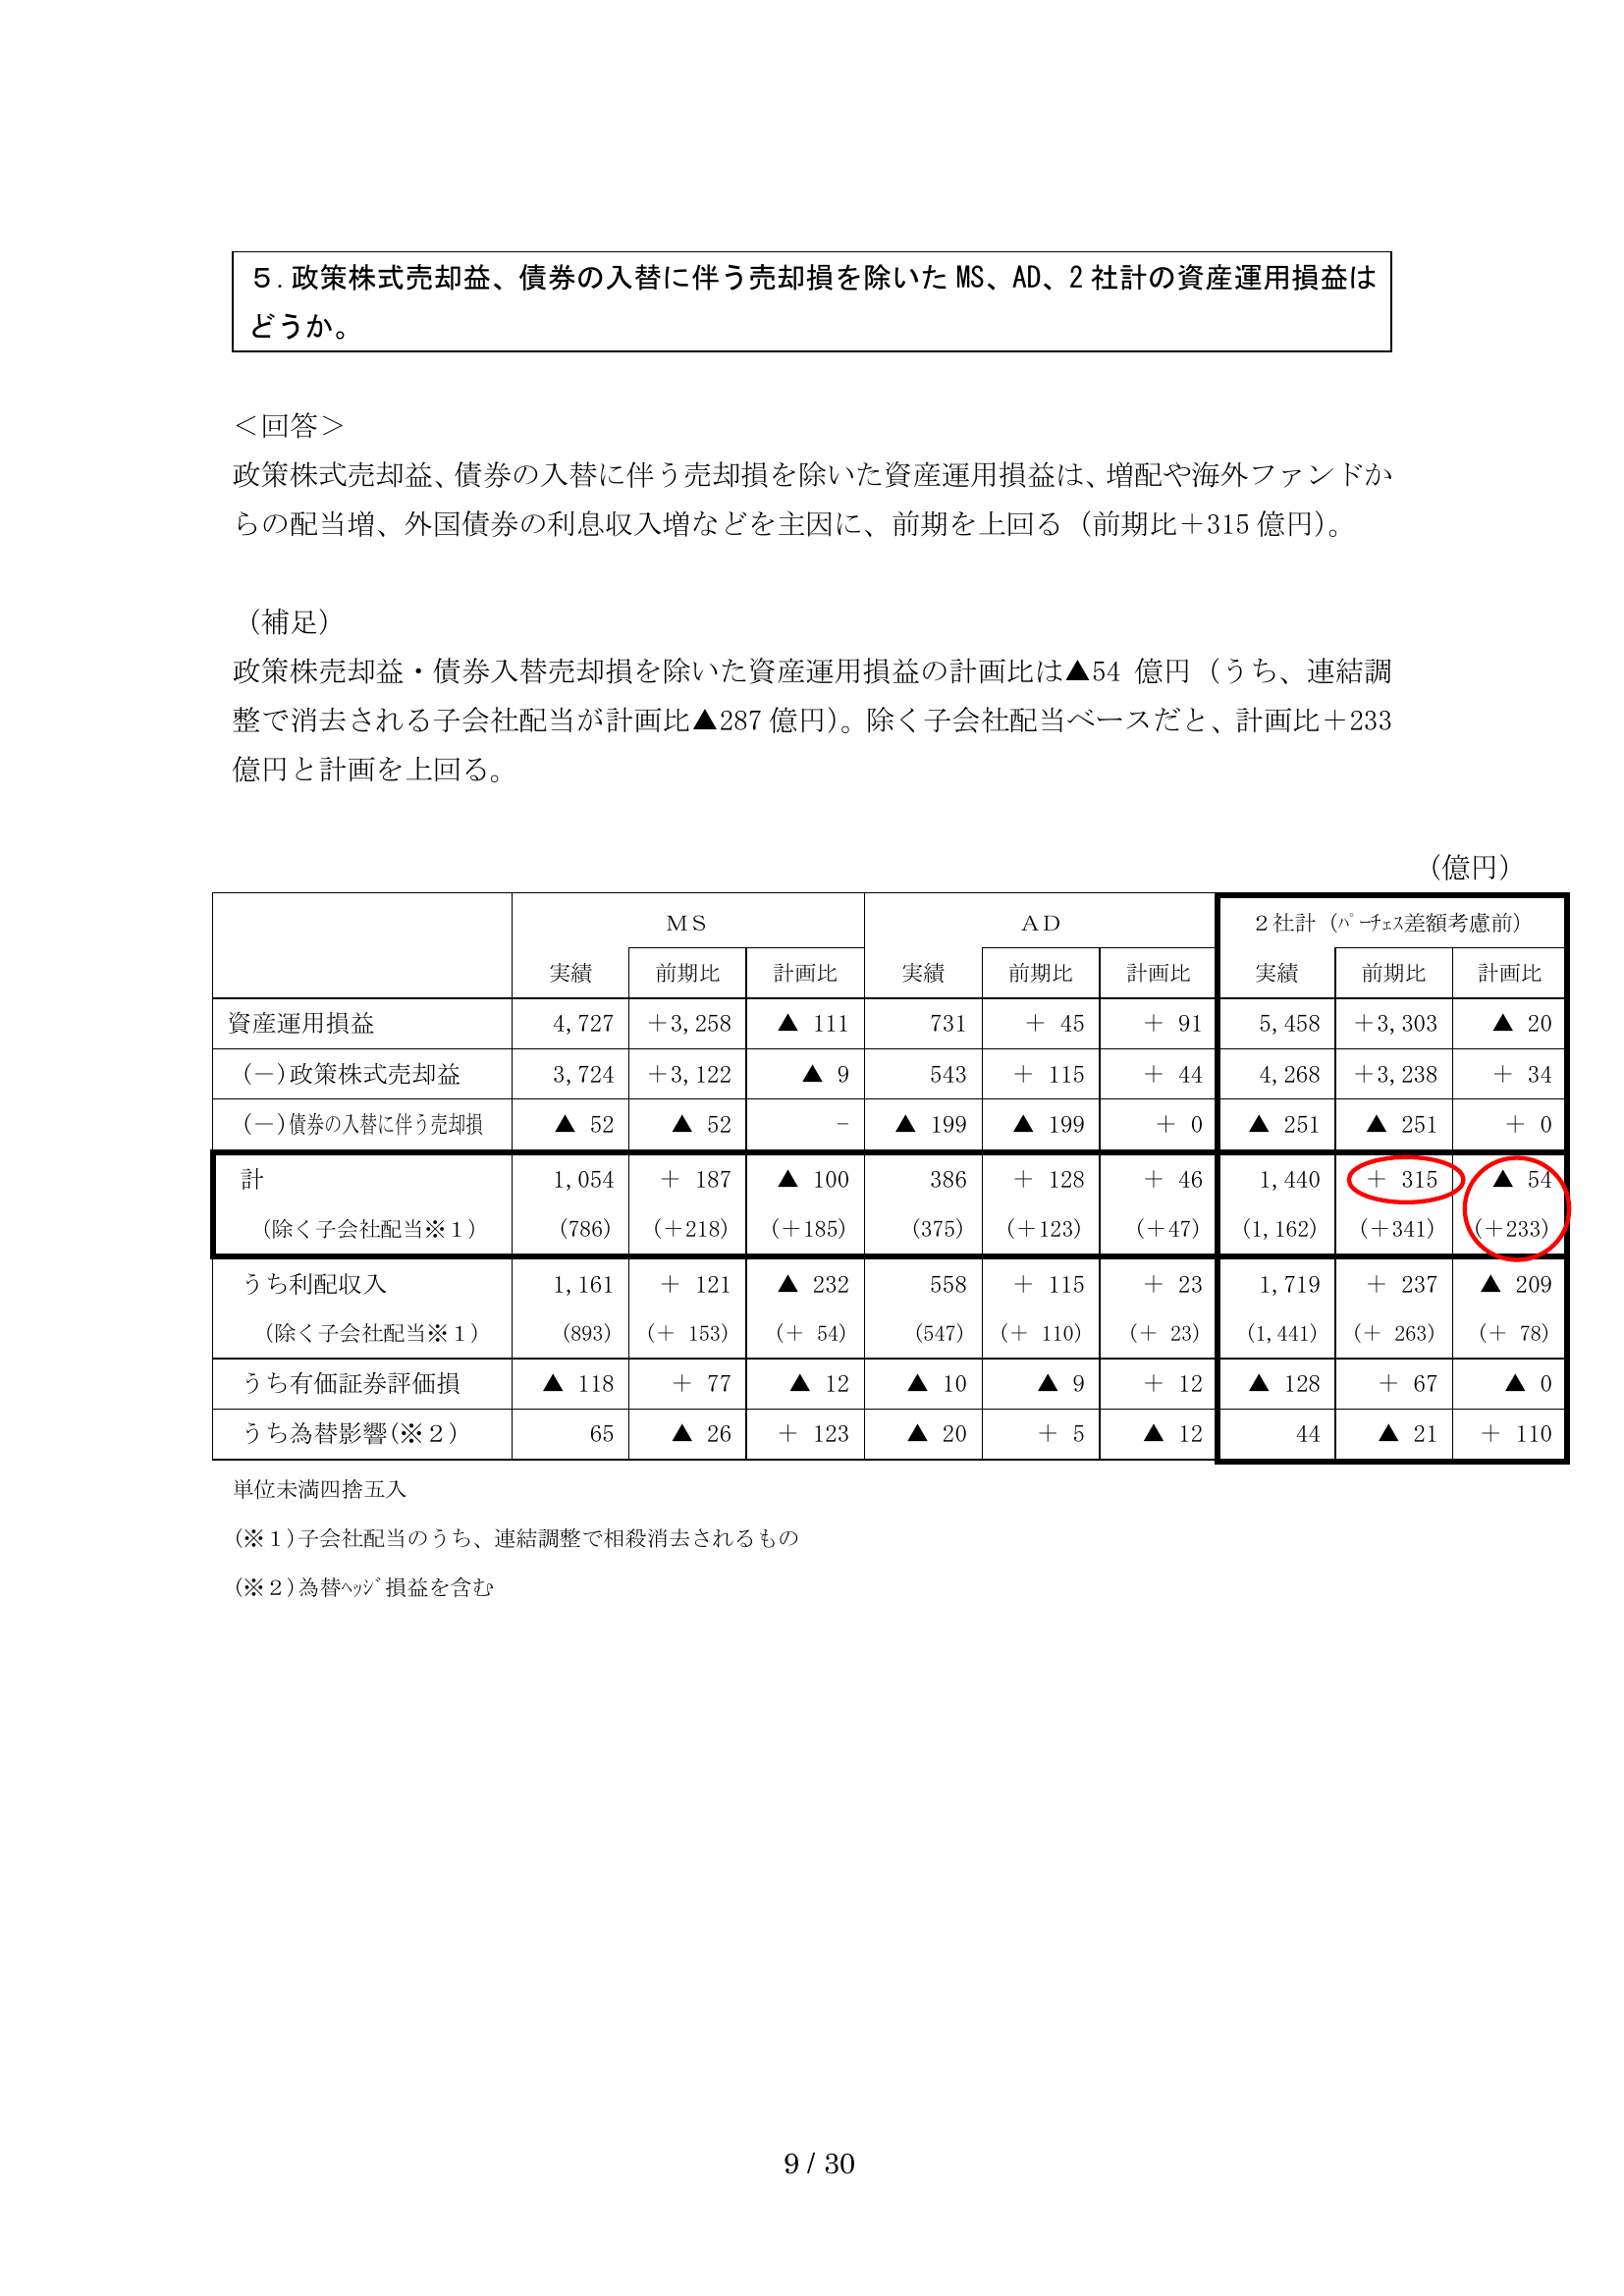 ５．政策株式売却益、債券の入替に伴う売却損を除いた MS、AD、2 社計の資産運用損益は
どうか。
＜回答＞
政策株式売却益、債券の入替に伴う売却損を除いた資産運用損益は、増配や海外ファンドか
らの配当増、外国債券の利息収入増などを主因に、前期を上回る（前期比＋315 億円）。
（補足）
政策株売却益・債券入替売却損を除いた資産運用損益の計画比は▲54 億円（うち、連結調
整で消去される子会社配当が計画比▲287 億円）。除く子会社配当ベースだと、計画比＋233
億円と計画を上回る。
（億円）
ＭＳ ＡＤ ２社計（ﾊﾟｰﾁｪｽ差額考慮前）
実績 前期比 計画比 実績 前期比 計画比 実績 前期比 計画比
資産運用損益 4,727 ＋3,258 ▲ 111 731 ＋ 45 ＋ 91 5,458 ＋3,303 ▲ 20
(－)政策株式売却益 3,724 ＋3,122 ▲ 9 543 ＋ 115 ＋ 44 4,268 ＋3,238 ＋ 34
(－)債券の入替に伴う売却損 ▲ 52 ▲ 52 - ▲ 199 ▲ 199 ＋ 0 ▲ 251 ▲ 251 ＋ 0
計 1,054 ＋ 187 ▲ 100 386 ＋ 128 ＋ 46 1,440 ＋ 315 ▲ 54
（除く子会社配当※１） (786) (＋218) (＋185) (375) (＋123) (＋47) (1,162) (＋341) (＋233)
うち利配収入 1,161 ＋ 121 ▲ 232 558 ＋ 115 ＋ 23 1,719 ＋ 237 ▲ 209
（除く子会社配当※１） (893) (＋ 153) (＋ 54) (547) (＋ 110) (＋ 23) (1,441) (＋ 263) (＋ 78)
うち有価証券評価損 ▲ 118 ＋ 77 ▲ 12 ▲ 10 ▲ 9 ＋ 12 ▲ 128 ＋ 67 ▲ 0
うち為替影響(※２) 65 ▲ 26 ＋ 123 ▲ 20 ＋ 5 ▲ 12 44 ▲ 21 ＋ 110
単位未満四捨五入
(※１)子会社配当のうち、連結調整で相殺消去されるもの
(※２)為替ﾍｯｼﾞ損益を含む
9 / 30